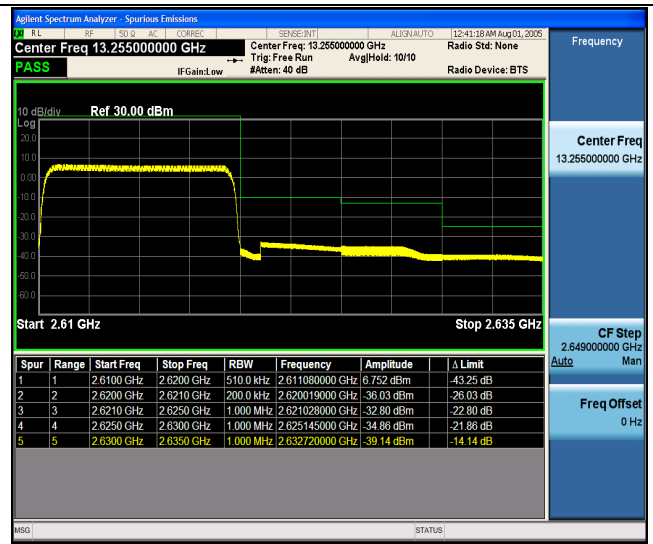 Agilent Spectrum Analyzer - Spurious Emissions
LXI RL RF 50 Ω AC CORREC SENSE:INT ALIGN AUTO 12:41:18 AM Aug 01, 2005
Center Freq 13.255000000 GHz
PASS
IFGain:Low
Center Freq: 13.255000000 GHz
Trig: Free Run Avg|Hold: 10/10
#Atten: 40 dB
Radio Std: None
Radio Device: BTS
10 dB/div Ref 30.00 dBm
Log
20.0
10.0
0.00
-10.0
-20.0
-30.0
-40.0
-50.0
-60.0
Start 2.61 GHz Stop 2.635 GHz
Spur Range Start Freq Stop Freq RBW Frequency Amplitude Δ Limit
1 1 2.6100 GHz 2.6200 GHz 510.0 kHz 2.611080000 GHz 6.752 dBm -43.25 dB
2 2 2.6200 GHz 2.6210 GHz 200.0 kHz 2.620019000 GHz -36.03 dBm -26.03 dB
3 3 2.6210 GHz 2.6250 GHz 1.000 MHz 2.621028000 GHz -32.80 dBm -22.80 dB
4 4 2.6250 GHz 2.6300 GHz 1.000 MHz 2.625145000 GHz -34.86 dBm -21.86 dB
5 5 2.6300 GHz 2.6350 GHz 1.000 MHz 2.632720000 GHz -39.14 dBm -14.14 dB
Frequency
Center Freq
13.255000000 GHz
CF Step
2.649000000 GHz
Auto Man
Freq Offset
0 Hz
MSG STATUS